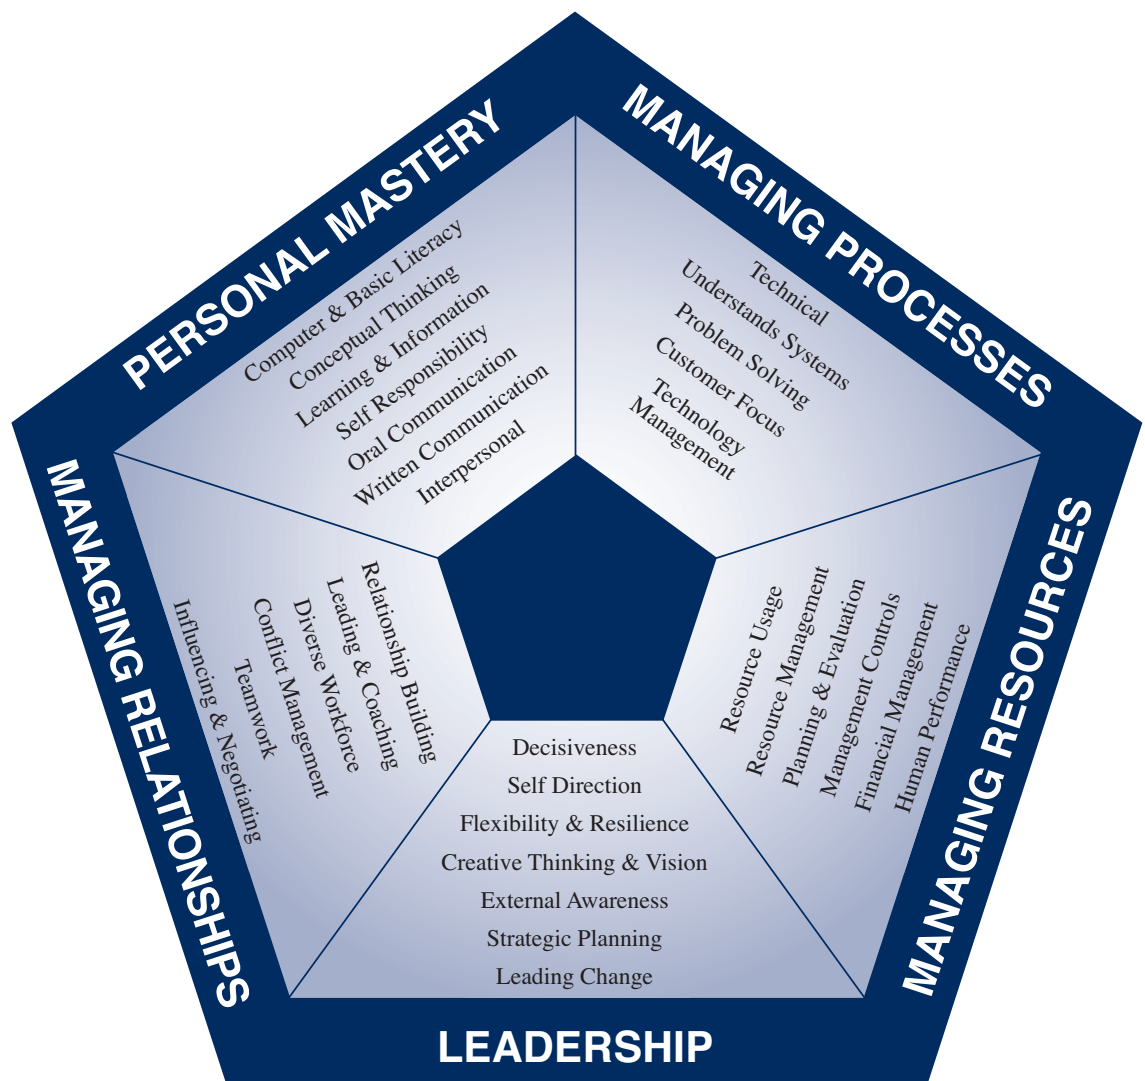 PERSONAL MASTERY
Computer & Basic Literacy
Conceptual Thinking
Learning & Information
Self Responsibility
Oral Communication
Written Communication
Interpersonal
MANAGING PROCESSES
Technical
Understands Systems
Problem Solving
Customer Focus
Technology
Management
MANAGING RESOURCES
Resource Usage
Resource Management
Planning & Evaluation
Management Controls
Financial Management
Human Performance
MANAGING RELATIONSHIPS
Relationship Building
Leading & Coaching
Diverse Workforce
Conflict Management
Teamwork
Influencing & Negotiating
Decisiveness
Self Direction
Flexibility & Resilience
Creative Thinking & Vision
External Awareness
Strategic Planning
Leading Change
LEADERSHIP